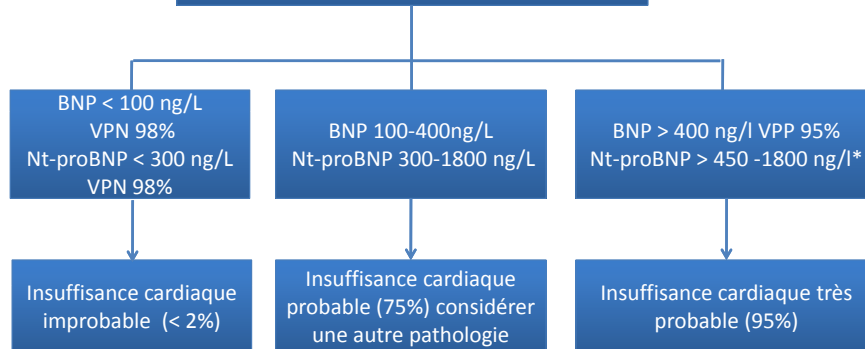 BNP < 100 ng/L
VPN 98%
Nt-proBNP < 300 ng/L
VPN 98%
BNP 100-400ng/L
Nt-proBNP 300-1800 ng/L
BNP > 400 ng/l VPP 95%
Nt-proBNP > 450 -1800 ng/l*
Insuffisance cardiaque
improbable (< 2%)
Insuffisance cardiaque
probable (75%) considérer
une autre pathologie
Insuffisance cardiaque très
probable (95%)